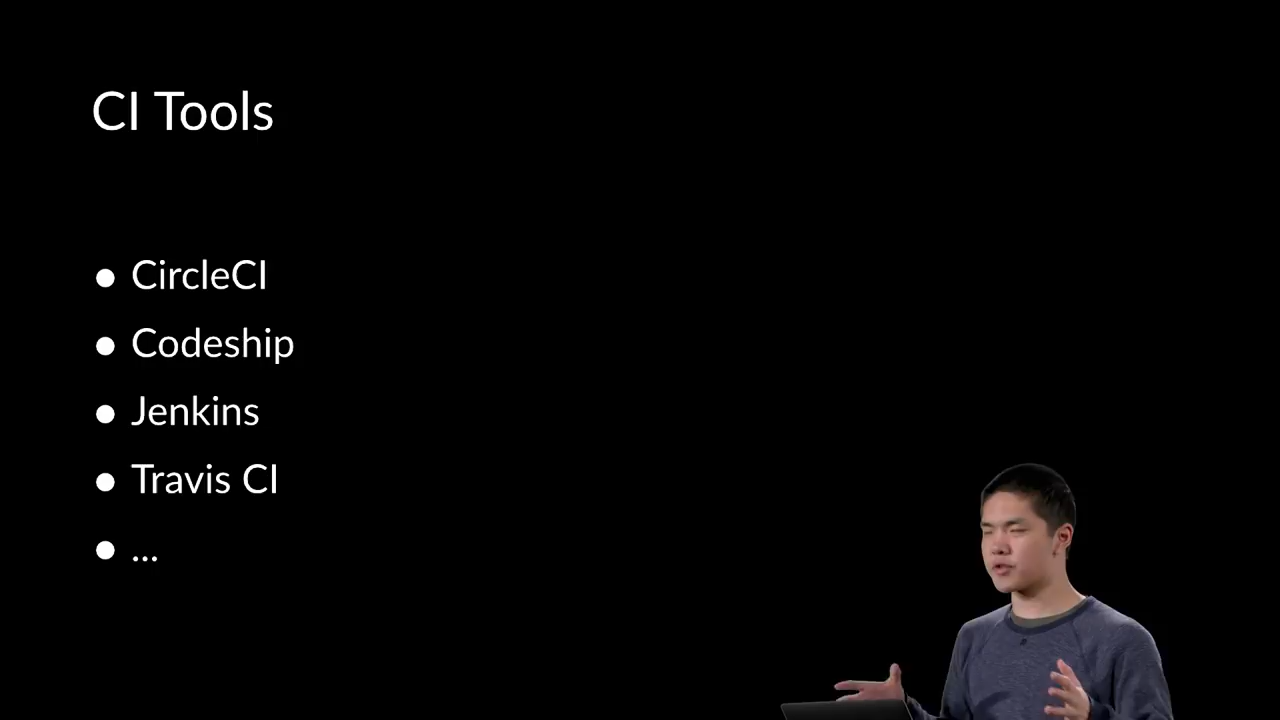 CI Tools
● CircleCI
● Codeship
● Jenkins
● Travis CI
● ...